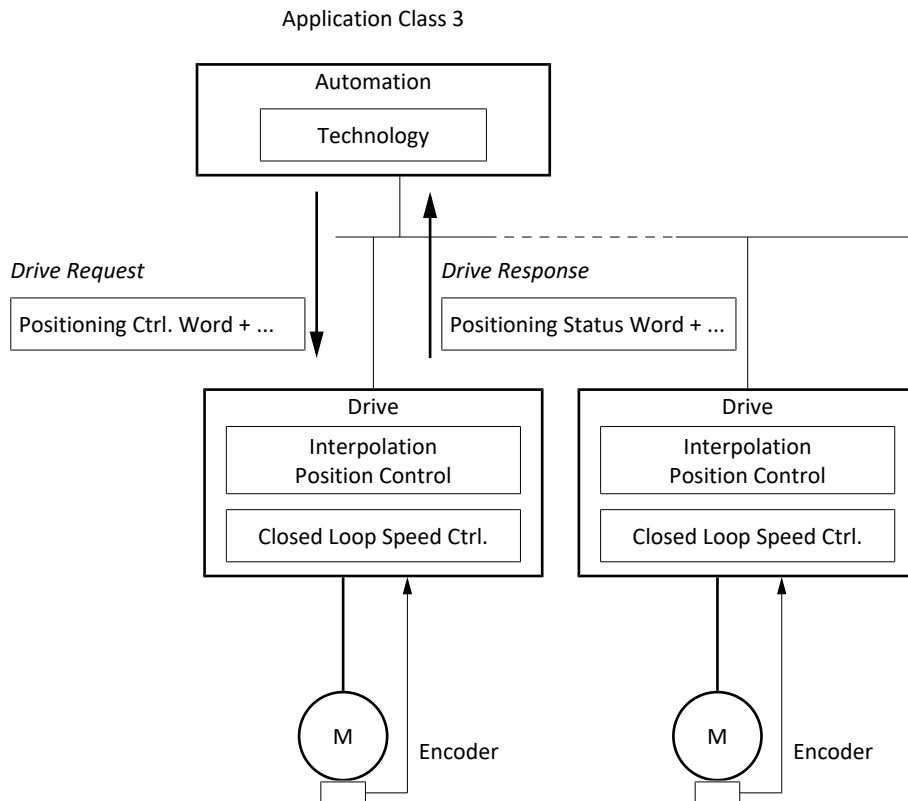 Application Class 3
Automation
Technology
Drive Request
Drive Response
Positioning Ctrl. Word + ...
Positioning Status Word + ...
Drive
Interpolation
Position Control
Closed Loop Speed Ctrl.
Drive
Interpolation
Position Control
Closed Loop Speed Ctrl.
M
Encoder
M
Encoder